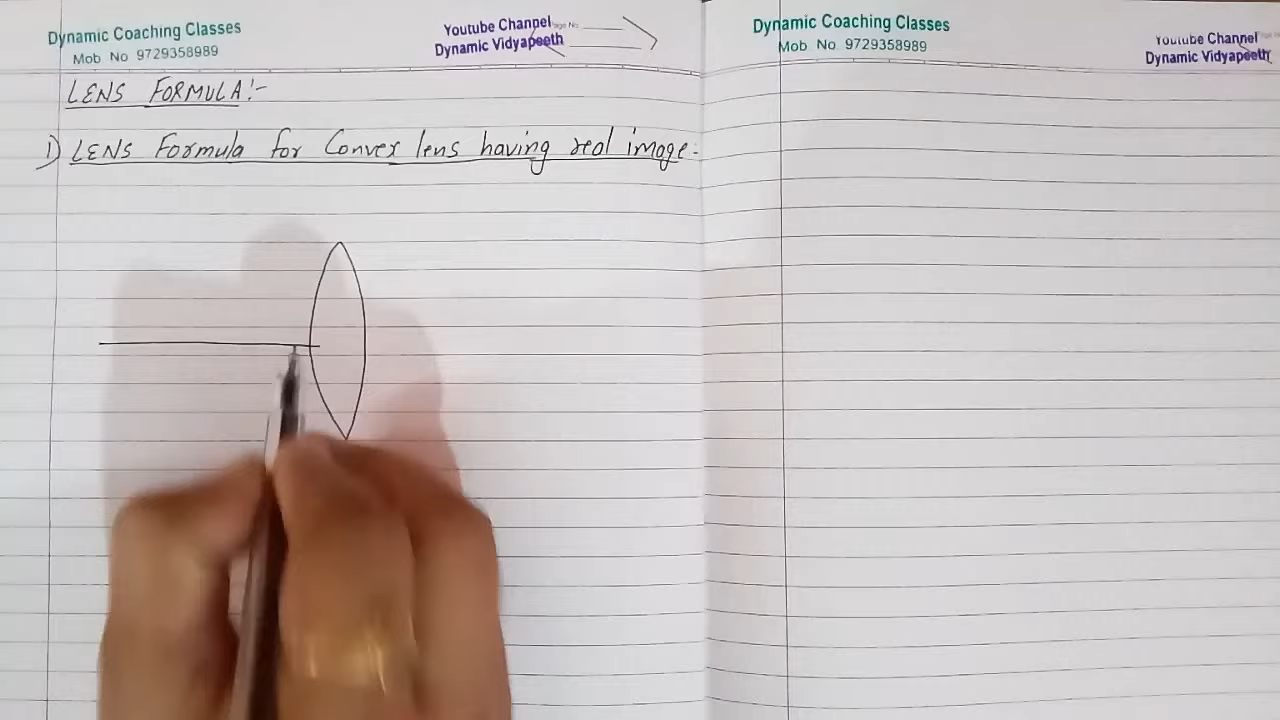 Dynamic Coaching Classes
Mob No 9729358989
Youtube Channel
Dynamic Vidyapeeth
LENS FORMULA:-
1) LENS Formula for Convex lens having real image:-
Dynamic Coaching Classes
Mob No 9729358989
Youtube Channel
Dynamic Vidyapeeth